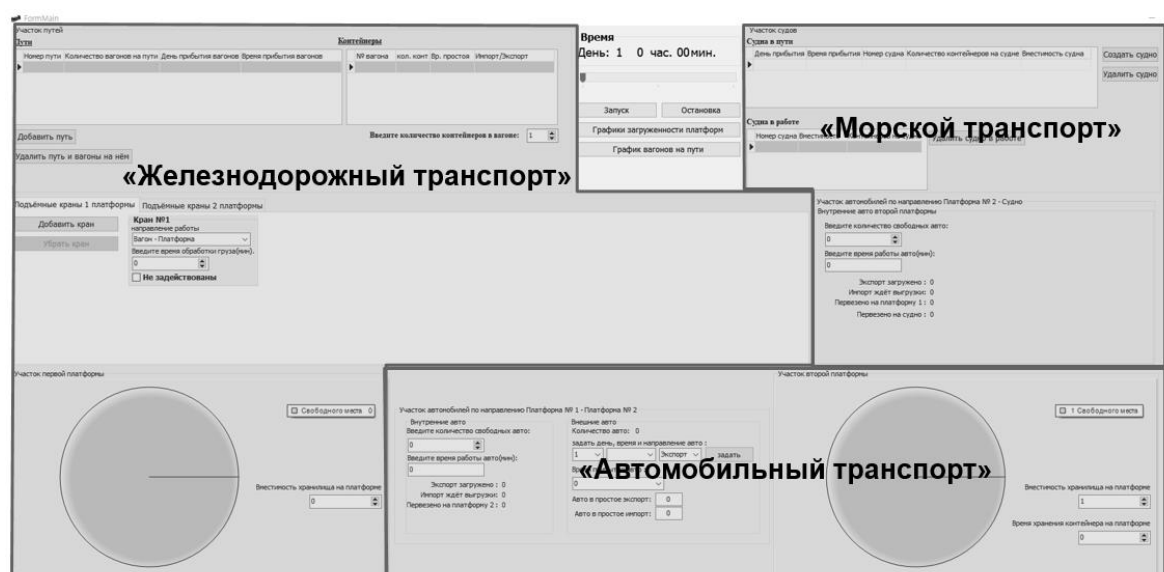 FormMain
Участок путей
Пути
Номер пути Количество вагонов на пути День прибытия вагонов Время прибытия вагонов
Добавить путь
Удалить путь и вагоны на нём
Контейнеры
№ вагона кол. конт Вр. простоя Импорт/Экспорт
Введите количество контейнеров в вагоне: 1
«Железнодорожный транспорт»
Время
День: 1 0 час. 00 мин.
Запуск Остановка
Графики загруженности платформ
График вагонов на пути
Участок судов
Судна в пути
День прибытия Время прибытия Номер судна Количество контейнеров на судне Внестимость судна
Создать судно
Удалить судно
Судна в работе
Номер судна
«Морской транспорт»
Подъёмные краны 1 платформы Подъёмные краны 2 платформы
Добавить кран
Убрать кран
Кран №1
направление работы
Вагон - Платформа
Введите время обработки груза(мин).
0
Не задействованы
Участок автомобилей по направлению Платформа № 2 - Судно
Внутренние авто второй платформы
Введите количество свободных авто:
0
Введите время работы авто(мин):
0
Экспорт загружено : 0
Импорт ждёт выгрузки: 0
Перевезено на платформу 1 : 0
Перевезено на судно : 0
Участок первой платформы
Свободного места 0
Вместимость хранилища на платформе
0
Участок автомобилей по направлению Платформа № 1 - Платформа № 2
Внутренние авто
Введите количество свободных авто:
0
Введите время работы авто(мин):
0
Экспорт загружено : 0
Импорт ждёт выгрузки: 0
Перевезено на платформу 2 : 0
Внешние авто
Количество авто: 0
задать день, время и направление авто :
1 Экспорт задать
0
Авто в простое экспорт: 0
Авто в простое импорт: 0
«Автомобильный транспорт»
Участок второй платформы
1 Свободного места
Вместимость хранилища на платформе
1
Время хранения контейнера на платформе
0